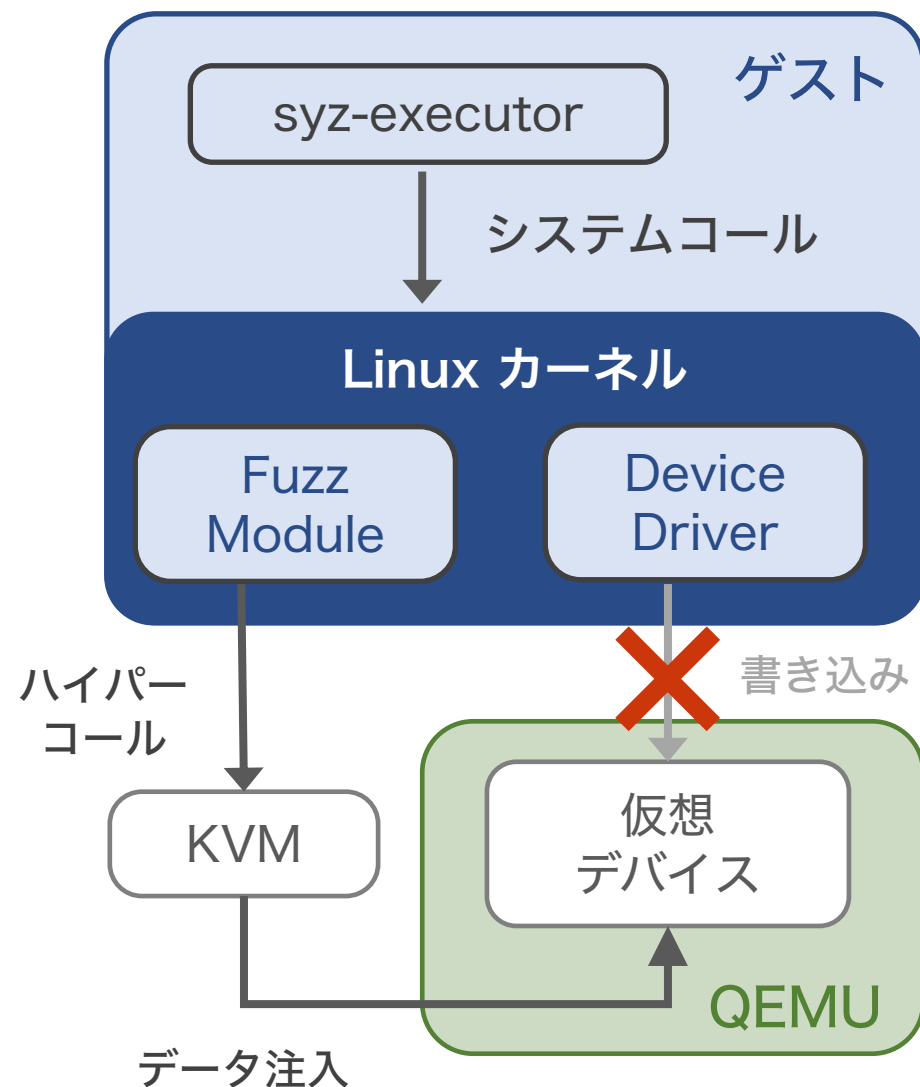 ゲスト
syz-executor
システムコール
Linux カーネル
Fuzz
Module
Device
Driver
ハイパー
コール
書き込み
KVM
仮想
デバイス
QEMU
データ注入